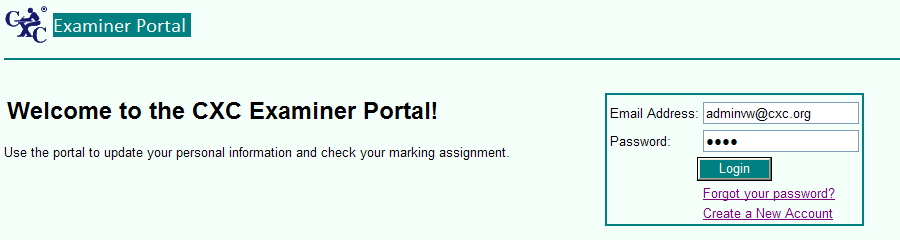 CXC® Examiner Portal
Welcome to the CXC Examiner Portal!
Use the portal to update your personal information and check your marking assignment.
Email Address: adminvw@cxc.org
Password: ●●●●
Login
Forgot your password?
Create a New Account